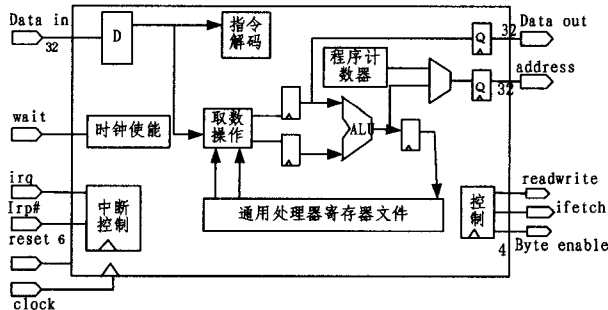 Data in
32
D
指令
解码
程序计
数器
Q
32
Data out
Q
32
address
wait
时钟使能
取数
操作
ALU
irq
Irp#
中断
控制
reset 6
clock
通用处理器寄存器文件
控
制
4
readwrite
ifetch
Byte enable